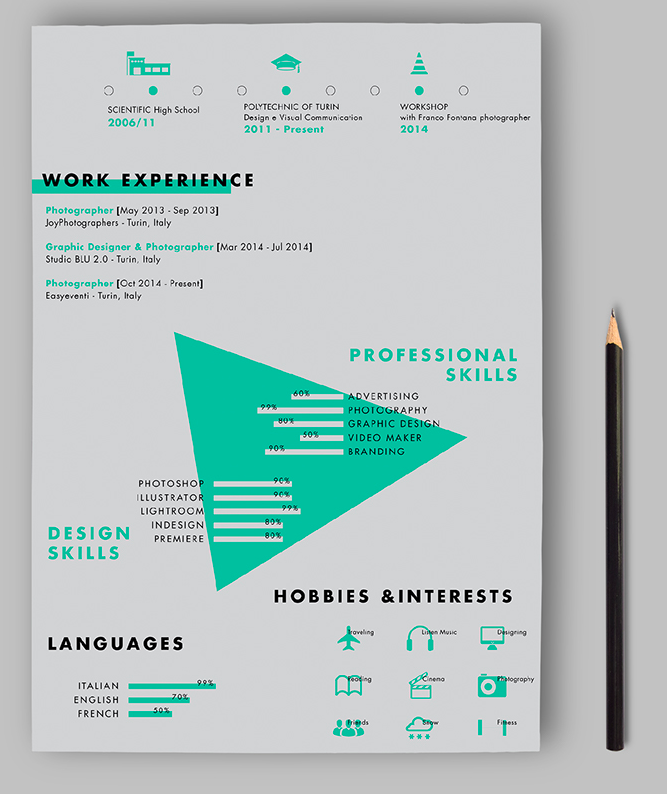 SCIENTIFIC High School
2006/11
POLYTECHNIC OF TURIN
Design e Visual Communication
2011 - Present
WORKSHOP
with Franco Fontana photographer
2014
WORK EXPERIENCE
Photographer [May 2013 - Sep 2013]
JoyPhotographers - Turin, Italy
Graphic Designer & Photographer [Mar 2014 - Jul 2014]
Studio BLU 2.0 - Turin, Italy
Photographer [Oct 2014 - Present]
Easyeventi - Turin, Italy
PROFESSIONAL
SKILLS
60% ADVERTISING
99% PHOTOGRAPHY
80% GRAPHIC DESIGN
50% VIDEO MAKER
90% BRANDING
PHOTOSHOP 90%
ILLUSTRATOR 90%
LIGHTROOM 99%
INDESIGN 80%
PREMIERE 80%
DESIGN
SKILLS
HOBBIES &INTERESTS
Traveling Listen Music Designing
Reading Cinema Photography
Friends Snow Fitness
LANGUAGES
ITALIAN 99%
ENGLISH 70%
FRENCH 50%